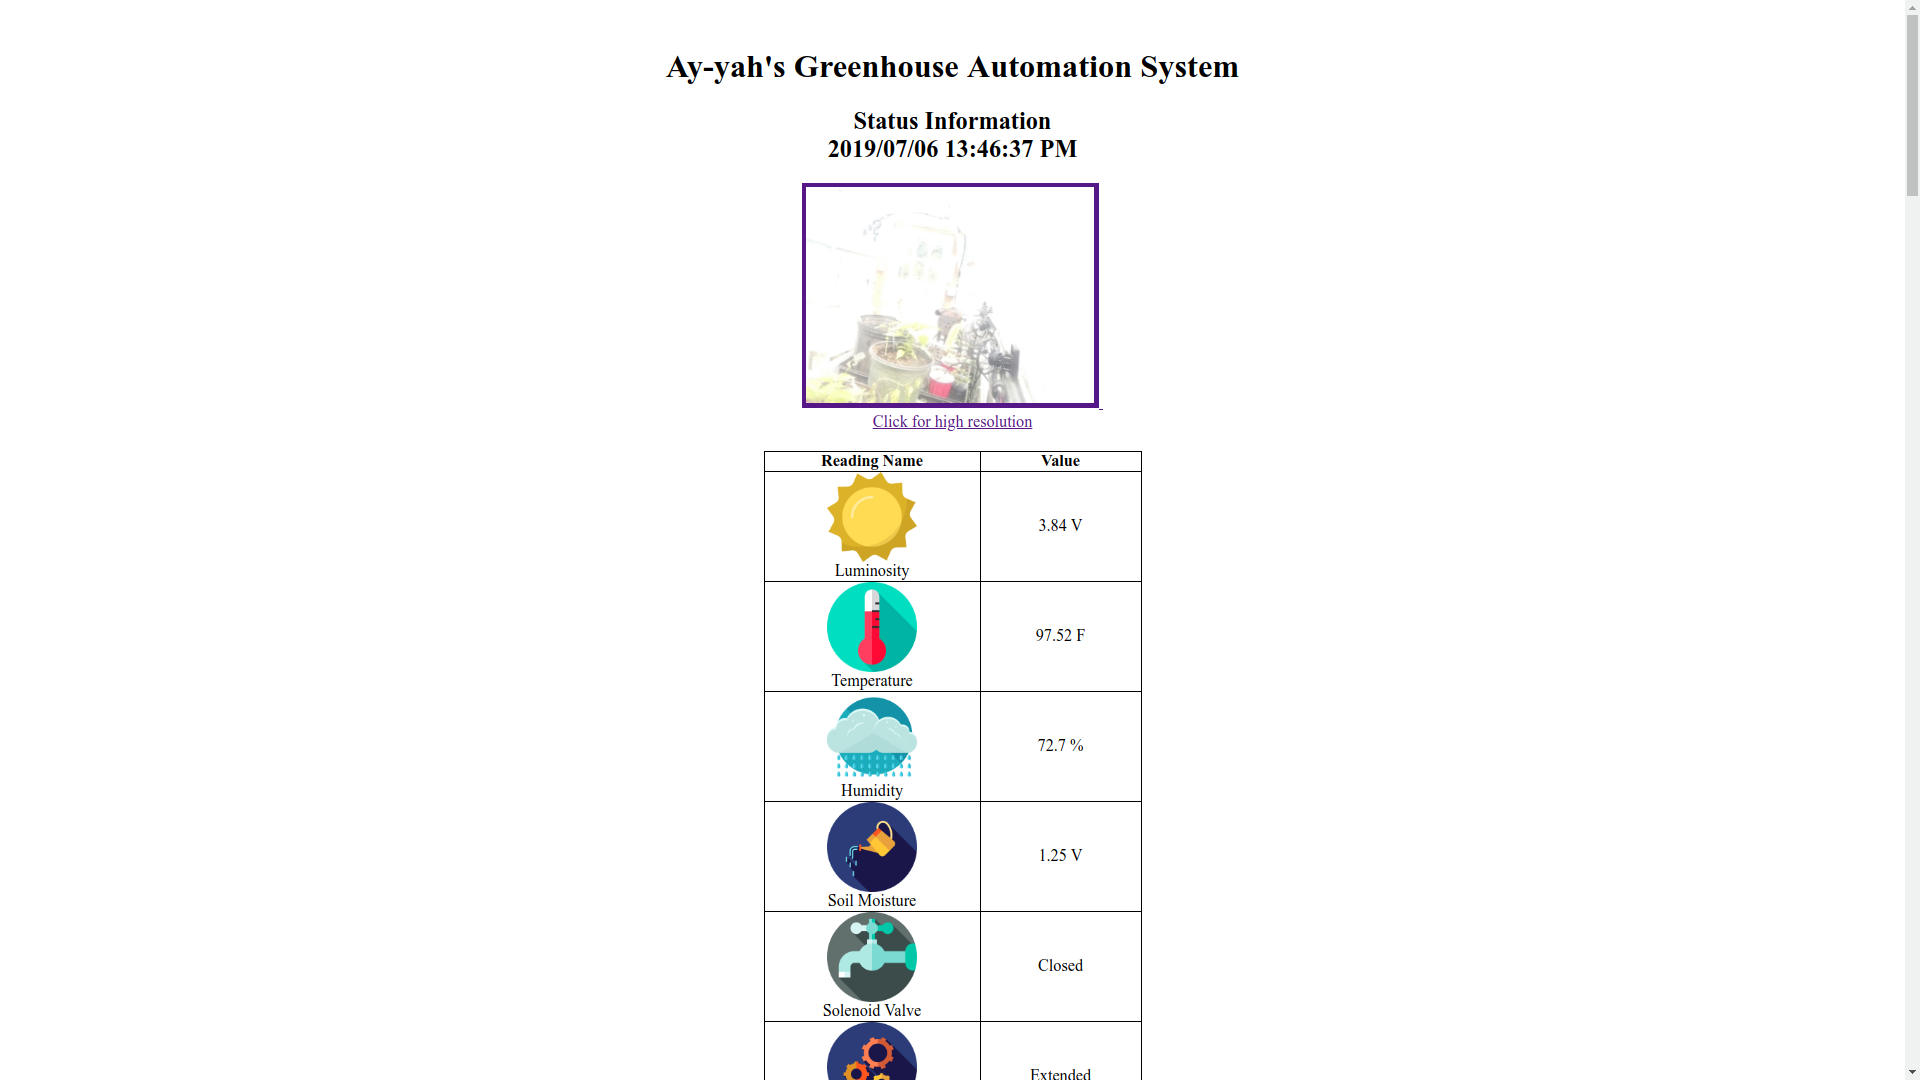 Ay-yah's Greenhouse Automation System
Status Information
2019/07/06 13:46:37 PM
Click for high resolution
Reading Name Value
Luminosity 3.84 V
Temperature 97.52 F
Humidity 72.7 %
Soil Moisture 1.25 V
Solenoid Valve Closed
Extended